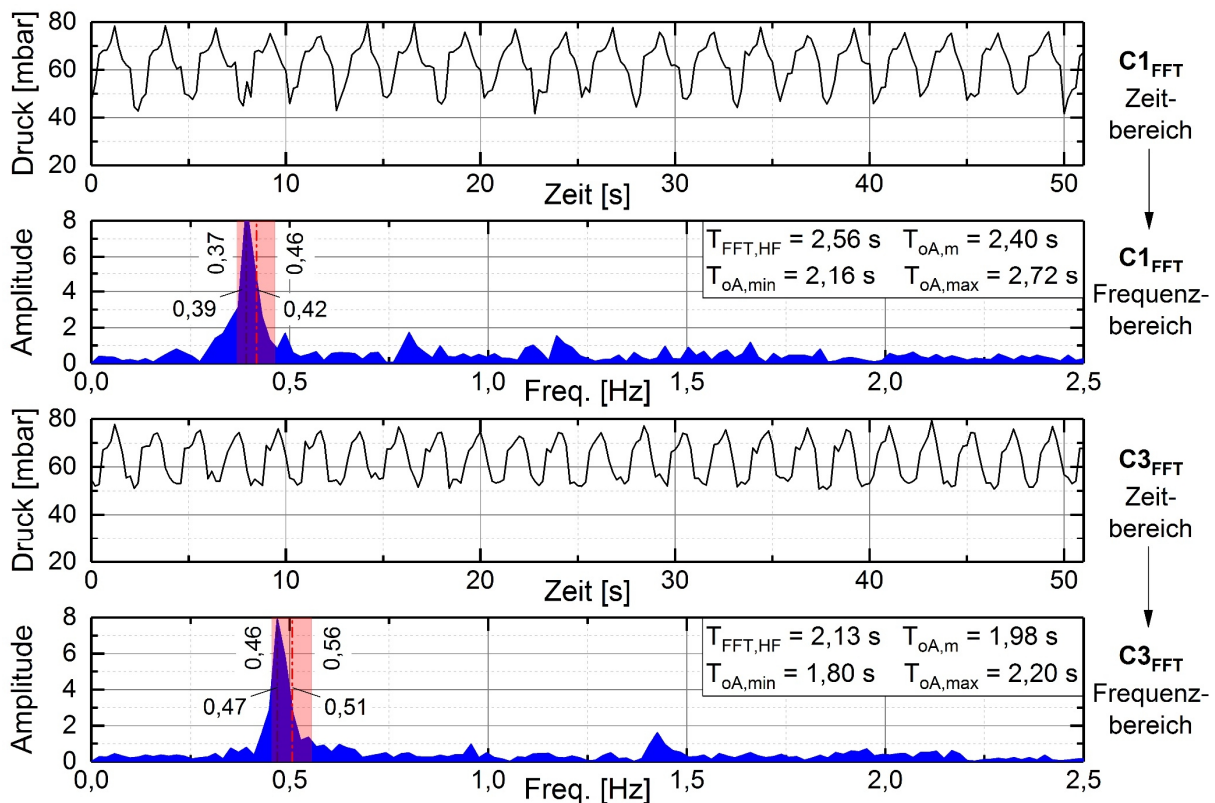 Druck [mbar]
80
60
40
20
0 10 20 30 40 50
Zeit [s]
C1FFT
Zeit-
bereich
Amplitude
8
6
4
2
0
0,37 0,46
0,39 0,42
TFFT,HF = 2,56 s ToA,m = 2,40 s
ToA,min = 2,16 s ToA,max = 2,72 s
0,0 0,5 1,0 1,5 2,0 2,5
Freq. [Hz]
C1FFT
Frequenz-
bereich
Druck [mbar]
80
60
40
20
0 10 20 30 40 50
Zeit [s]
C3FFT
Zeit-
bereich
Amplitude
8
6
4
2
0
0,46 0,56
0,47 0,51
TFFT,HF = 2,13 s ToA,m = 1,98 s
ToA,min = 1,80 s ToA,max = 2,20 s
0,0 0,5 1,0 1,5 2,0 2,5
Freq. [Hz]
C3FFT
Frequenz-
bereich